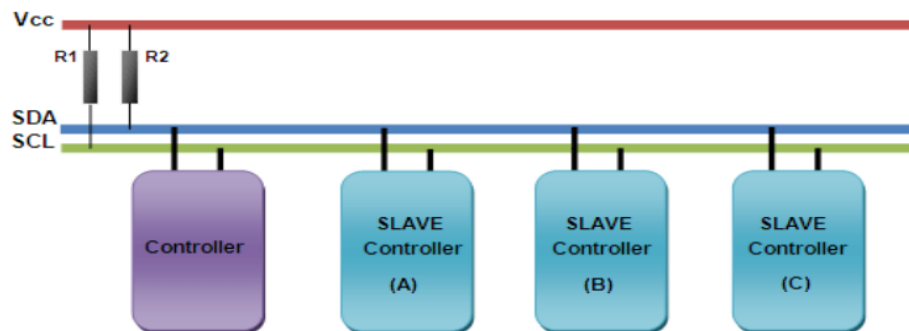 Vcc
R1 R2
SDA
SCL
Controller
SLAVE
Controller
(A)
SLAVE
Controller
(B)
SLAVE
Controller
(C)